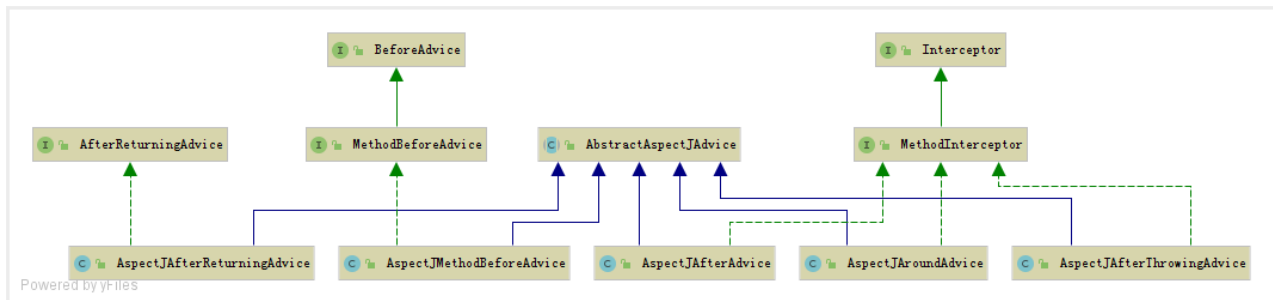 I BeforeAdvice
I Interceptor
I AfterReturningAdvice
I MethodBeforeAdvice
C AbstractAspectJAdvice
I MethodInterceptor
C AspectJAfterReturningAdvice
C AspectJMethodBeforeAdvice
C AspectJAfterAdvice
C AspectJAroundAdvice
C AspectJAfterThrowingAdvice
Powered by yFiles